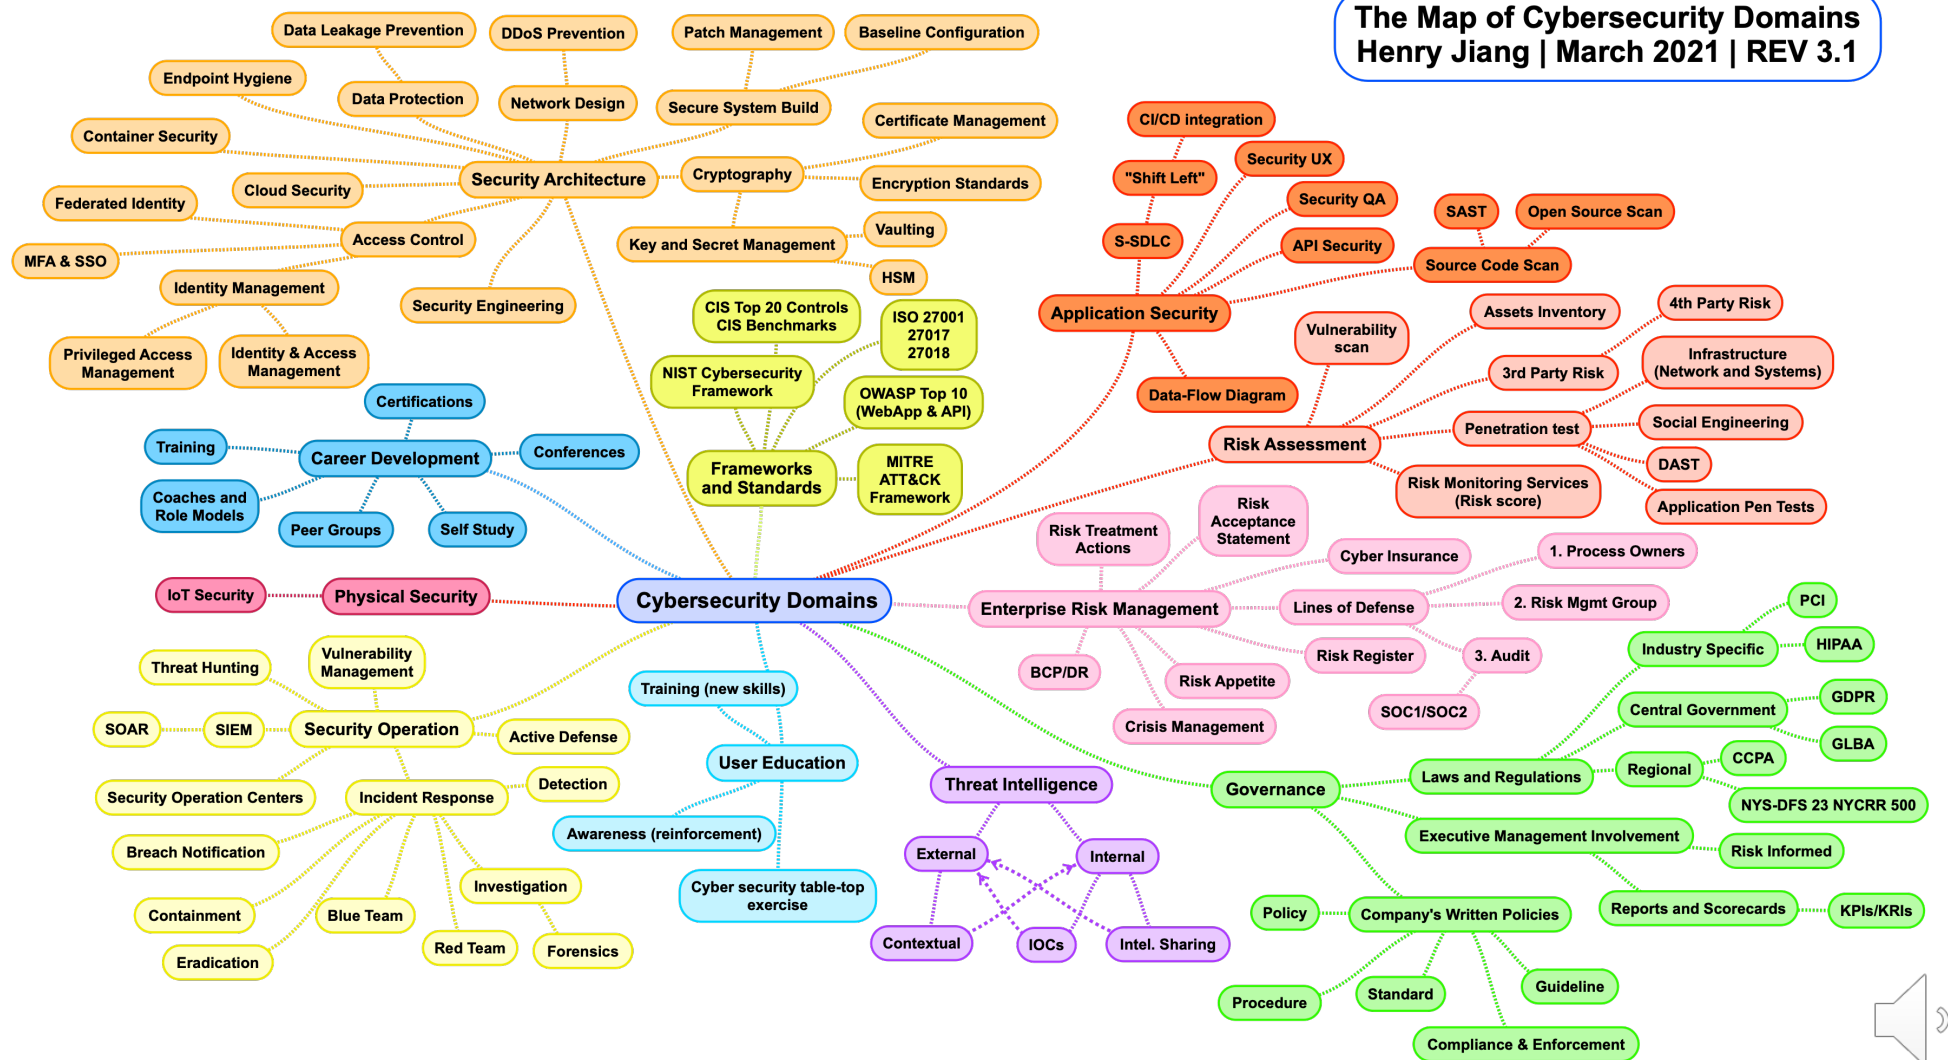 The Map of Cybersecurity Domains
Henry Jiang | March 2021 | REV 3.1
Data Leakage Prevention
DDoS Prevention
Patch Management
Baseline Configuration
Endpoint Hygiene
Data Protection
Network Design
Secure System Build
Container Security
Certificate Management
Security Architecture
Cryptography
Encryption Standards
Cloud Security
Federated Identity
Access Control
Key and Secret Management
Vaulting
HSM
MFA & SSO
Identity Management
Security Engineering
Privileged Access
Management
Identity & Access
Management
CI/CD integration
"Shift Left"
S-SDLC
Security UX
Security QA
API Security
SAST
Open Source Scan
Source Code Scan
Application Security
Data-Flow Diagram
CIS Top 20 Controls
CIS Benchmarks
ISO 27001
27017
27018
NIST Cybersecurity
Framework
OWASP Top 10
(WebApp & API)
Frameworks
and Standards
MITRE
ATT&CK
Framework
Certifications
Training
Career Development
Conferences
Coaches and
Role Models
Peer Groups
Self Study
Vulnerability
scan
Assets Inventory
4th Party Risk
3rd Party Risk
Infrastructure
(Network and Systems)
Risk Assessment
Penetration test
Social Engineering
DAST
Application Pen Tests
Risk Monitoring Services
(Risk score)
IoT Security
Physical Security
Cybersecurity Domains
Risk Treatment
Actions
Risk
Acceptance
Statement
Cyber Insurance
1. Process Owners
Enterprise Risk Management
Lines of Defense
2. Risk Mgmt Group
3. Audit
SOC1/SOC2
BCP/DR
Risk Appetite
Risk Register
Crisis Management
Threat Hunting
Vulnerability
Management
SOAR
SIEM
Security Operation
Active Defense
Security Operation Centers
Incident Response
Detection
Breach Notification
Containment
Eradication
Blue Team
Red Team
Investigation
Forensics
Training (new skills)
User Education
Awareness (reinforcement)
Cyber security table-top
exercise
Threat Intelligence
External
Internal
Contextual
IOCs
Intel. Sharing
Governance
Laws and Regulations
Industry Specific
PCI
HIPAA
Central Government
GDPR
GLBA
Regional
CCPA
NYS-DFS 23 NYCRR 500
Executive Management Involvement
Risk Informed
Reports and Scorecards
KPIs/KRIs
Company's Written Policies
Policy
Procedure
Standard
Guideline
Compliance & Enforcement